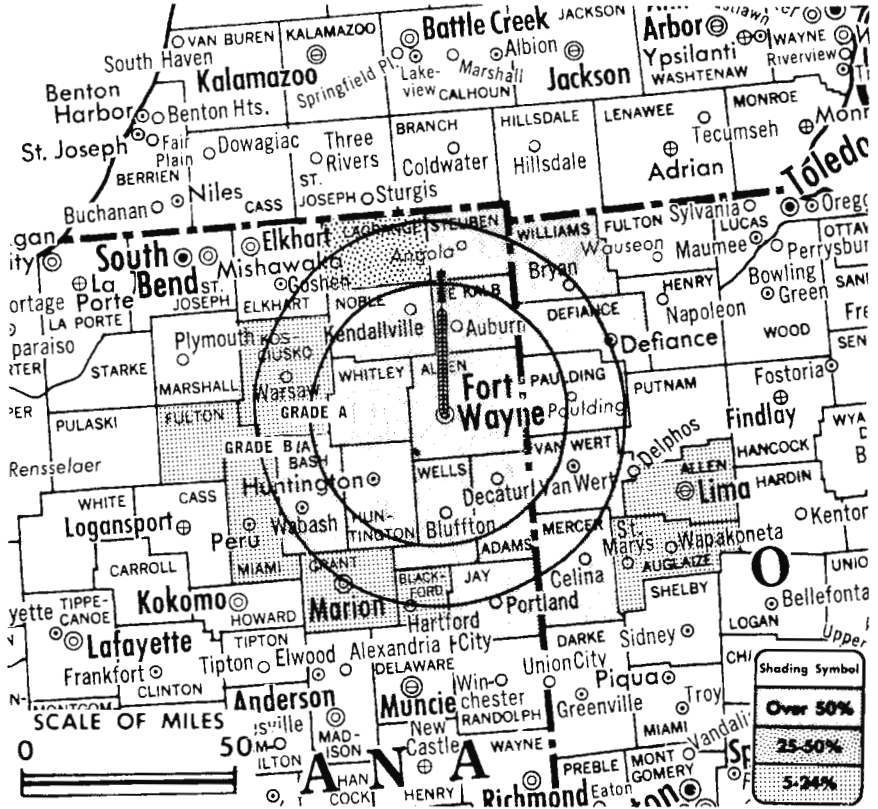 VAN BUREN
KALAMAZOO
Battle Creek
JACKSON
Arbor
WAYNE
South Haven
Albion
Ypsilanti
Riverview
Kalamazoo
Springfield Pl.
Lake-
view
Marshall
Jackson
WASHTENAW
Benton
Harbor
Benton Hts.
CALHOUN
MONROE
BRANCH
HILLSDALE
LENAWEE
Tecumseh
St. Joseph
Fair
Plain
Dowagiac
Three
Rivers
Coldwater
Hillsdale
Adrian
BERRIEN
ST.
JOSEPH
Toledo
Buchanan
Niles
CASS
Sturgis
LAGRANGE
STEUBEN
WILLIAMS
FULTON
Sylvania
LUCAS
South
Bend
Elkhart
Mishawaka
Angola
Wauseon
Maumee
La
Porte
ST.
JOSEPH
Goshen
Bryan
Bowling
Green
LA PORTE
ELKHART
NOBLE
E KALB
HENRY
Napoleon
Plymouth
KOS-
CIUSKO
Kendallville
Auburn
DEFIANCE
Defiance
WOOD
STARKE
MARSHALL
Warsaw
WHITLEY
ALLEN
Fort
Wayne
PAULDING
Paulding
PUTNAM
Fostoria
PULASKI
FULTON
GRADE A
Findlay
Rensselaer
GRADE B
BASH
VAN WERT
Delphos
HANCOCK
Huntington
WELLS
Decatur
Van Wert
ALLEN
Lima
HARDIN
WHITE
CASS
Logansport
Peru
Wabash
HUN-
TINGTON
Bluffton
MERCER
St.
Marys
Wapakoneta
Kenton
CARROLL
MIAMI
GRANT
ADAMS
BLACK-
FORD
JAY
Celina
AUGLAIZE
O
TIPPE-
CANOE
Kokomo
HOWARD
Marion
Portland
SHELBY
LOGAN
Bellefonta
Lafayette
TIPTON
Hartford
City
Alexandria
DARKE
Sidney
Frankfort
Tipton
Elwood
DELAWARE
Union City
Shading Symbol
CLINTON
Anderson
Muncie
Win-
chester
RANDOLPH
Greenville
Piqua
Troy
Over 50%
SCALE OF MILES
0
50
MAD-
ISON
New
Castle
WAYNE
MIAMI
25-50%
A N A
PREBLE
MONT
GOMERY
5-24%
HAN
COCK
HENRY
Richmond
Eaton